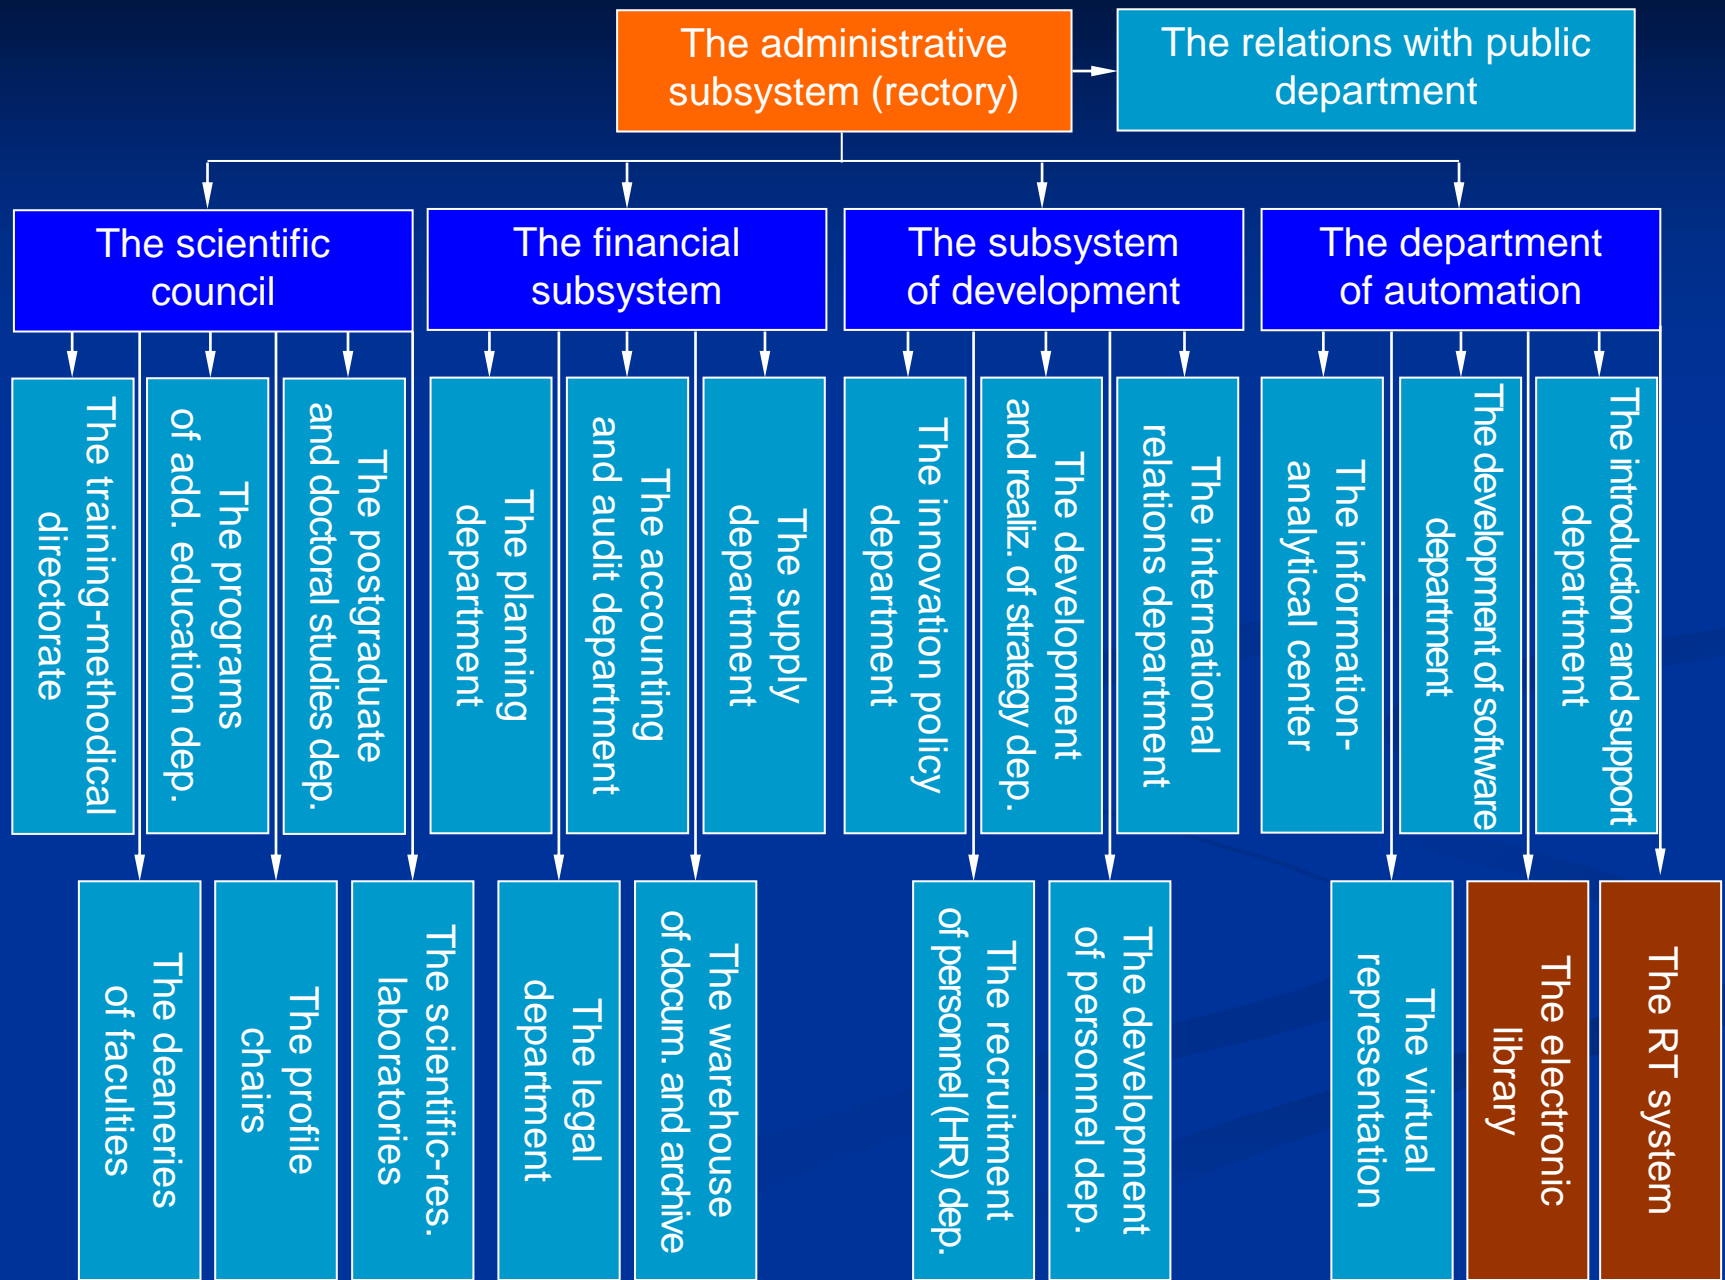 The administrative
subsystem (rectory)
The relations with public
department
The scientific
council
The financial
subsystem
The subsystem
of development
The department
of automation
The training-methodical
directorate
The programs
of add. education dep.
The postgraduate
and doctoral studies dep.
The planning
department
The accounting
and audit department
The supply
department
The innovation policy
department
The development
and realiz. of strategy dep.
The international
relations department
The information-
analytical center
The development of software
department
The introduction and support
department
The deaneries
of faculties
The profile
chairs
The scientific-res.
laboratories
The legal
department
The warehouse
of docum. and archive
The recruitment
of personnel (HR) dep.
The development
of personnel dep.
The virtual
representation
The electronic
library
The RT system